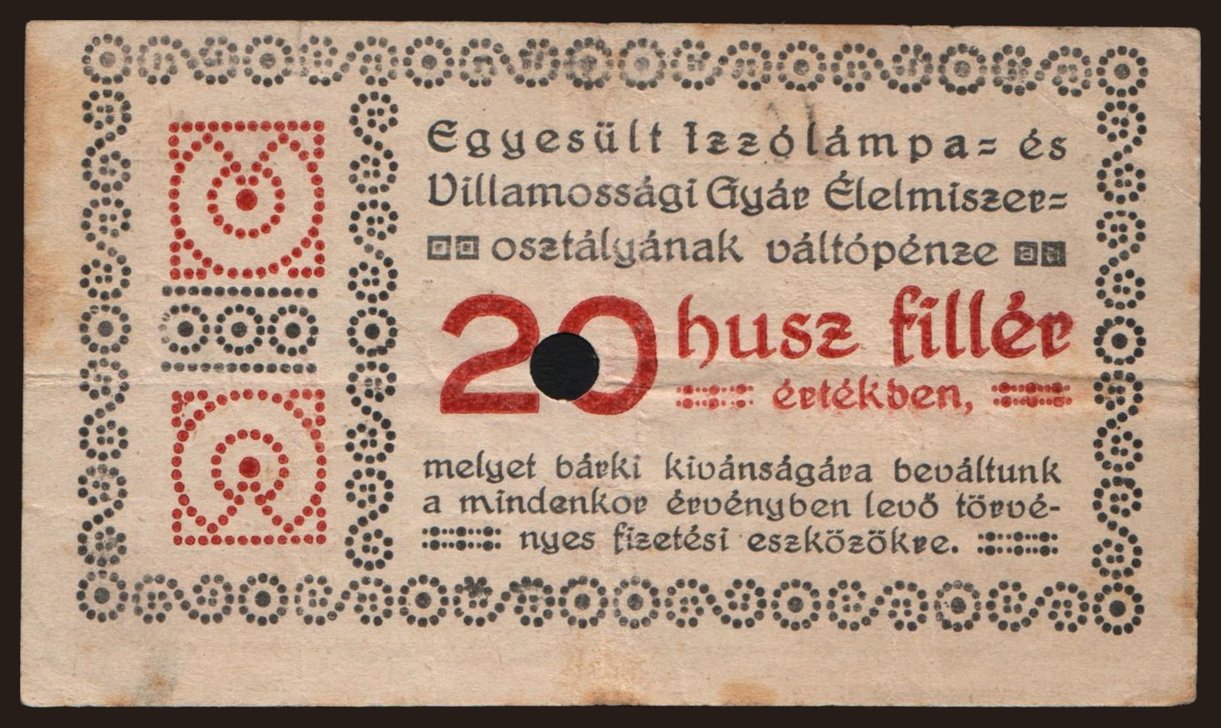 Egyesült Izzólámpa= és
Villamossági Gyár Élelmiszer=
osztályának váltópénze
20 husz fillér
értékben,
melyet bárki kivánságára beváltunk
a mindenkor érvényben levő törvé-
nyes fizetési eszközökre.